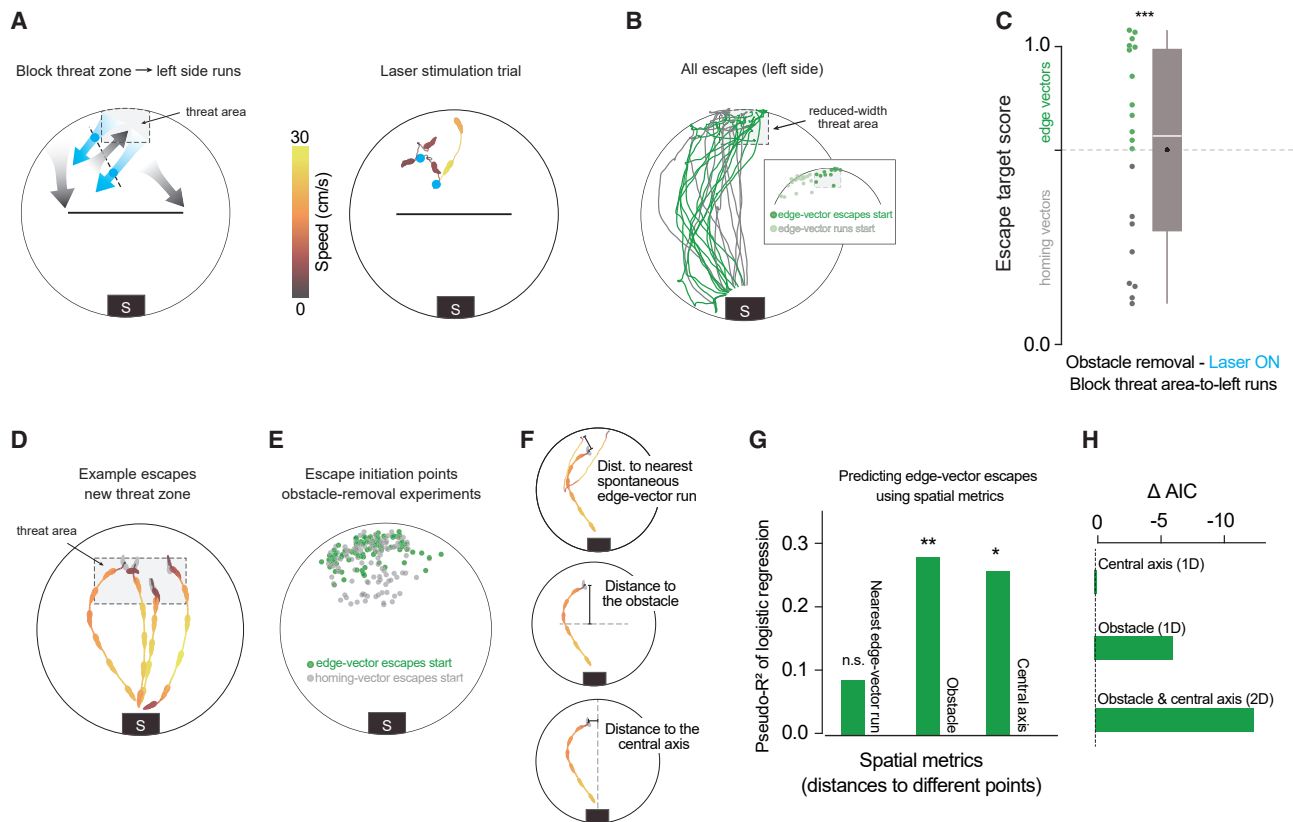 A
Block threat zone → left side runs
threat area
S
30
Speed (cm/s)
0
Laser stimulation trial
S
B
All escapes (left side)
reduced-width
threat area
edge-vector escapes start
edge-vector runs start
S
C
***
1.0
edge vectors
Escape target score
homing vectors
0.0
Obstacle removal - Laser ON
Block threat area-to-left runs
D
Example escapes
new threat zone
threat area
S
E
Escape initiation points
obstacle-removal experiments
edge-vector escapes start
homing-vector escapes start
S
F
Dist. to nearest
spontaneous
edge-vector run
Distance to
the obstacle
Distance to the
central axis
G
Predicting edge-vector escapes
using spatial metrics
Pseudo-R² of logistic regression
0.3
0.2
0.1
0.0
n.s.
Nearest edge-vector run
**
Obstacle
*
Central axis
Spatial metrics
(distances to different points)
H
Δ AIC
0 -5 -10
Central axis (1D)
Obstacle (1D)
Obstacle & central axis (2D)